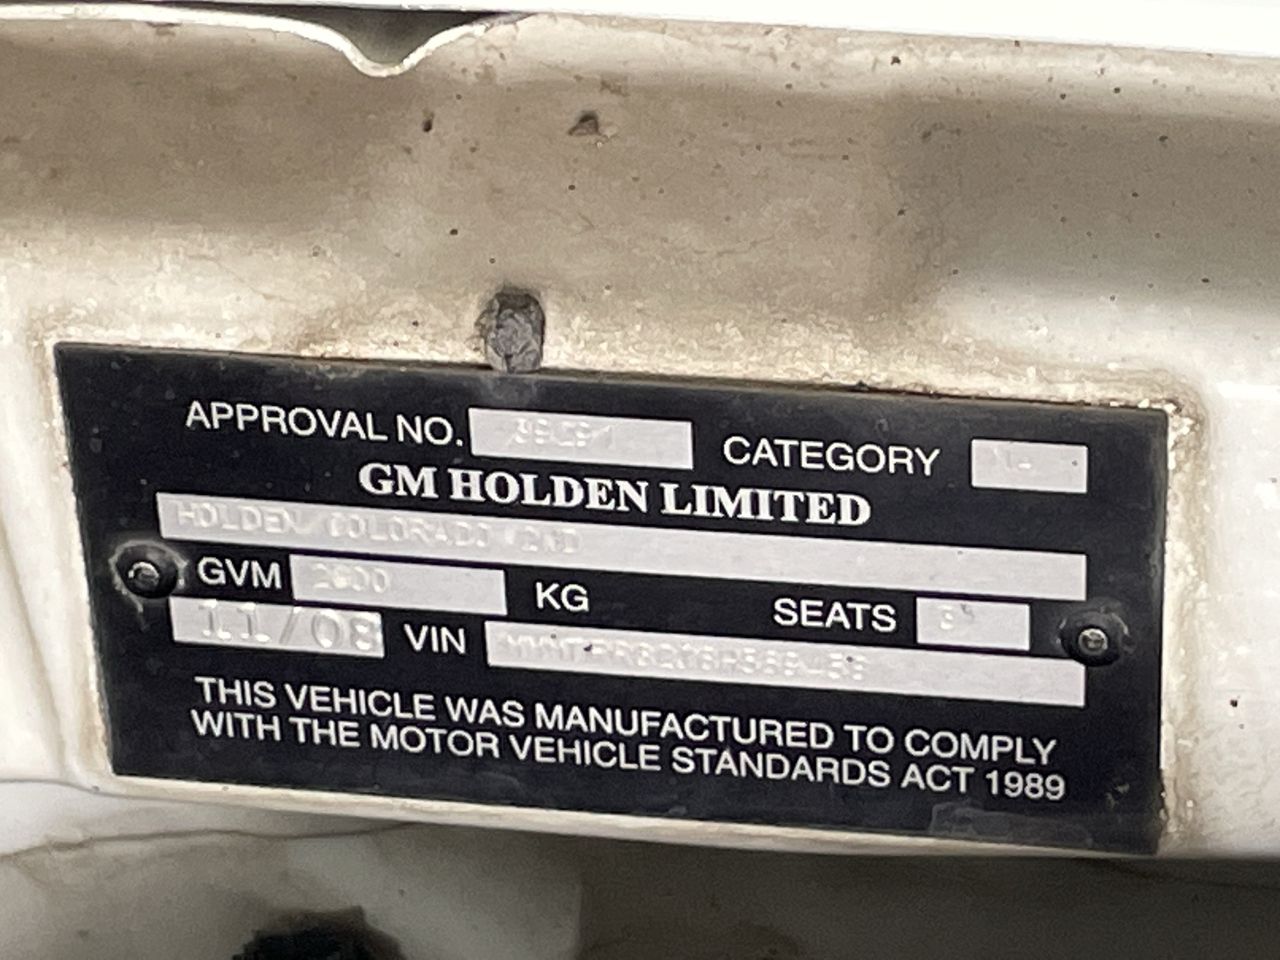 APPROVAL NO. CATEGORY
GM HOLDEN LIMITED
HOLDEN COLORADO
GVM KG SEATS
11/08 VIN
THIS VEHICLE WAS MANUFACTURED TO COMPLY
WITH THE MOTOR VEHICLE STANDARDS ACT 1989